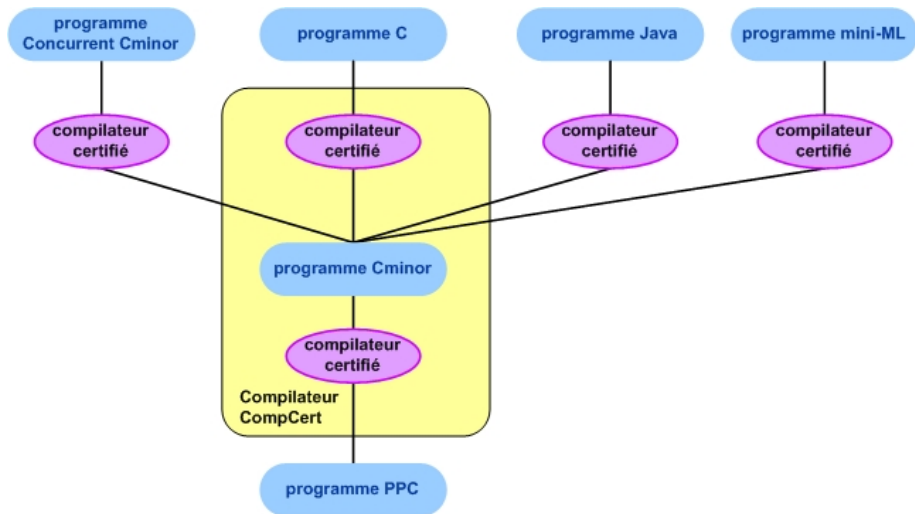 programme
Concurrent Cminor
programme C
programme Java
programme mini-ML
compilateur
certifié
compilateur
certifié
compilateur
certifié
compilateur
certifié
programme Cminor
compilateur
certifié
Compilateur
CompCert
programme PPC